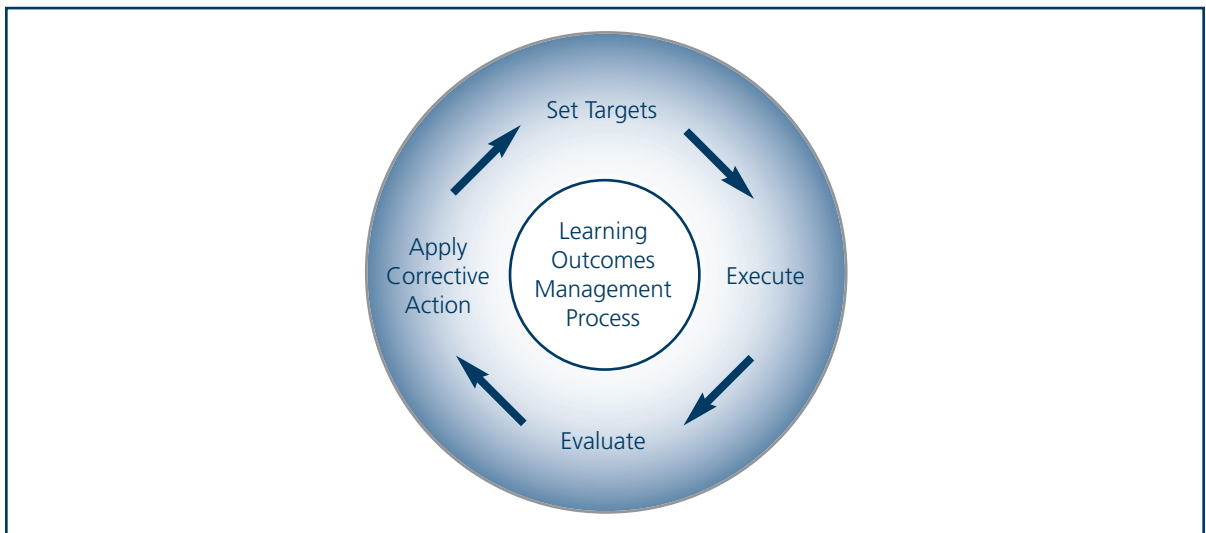 Set Targets
Execute
Evaluate
Apply
Corrective
Action
Learning
Outcomes
Management
Process